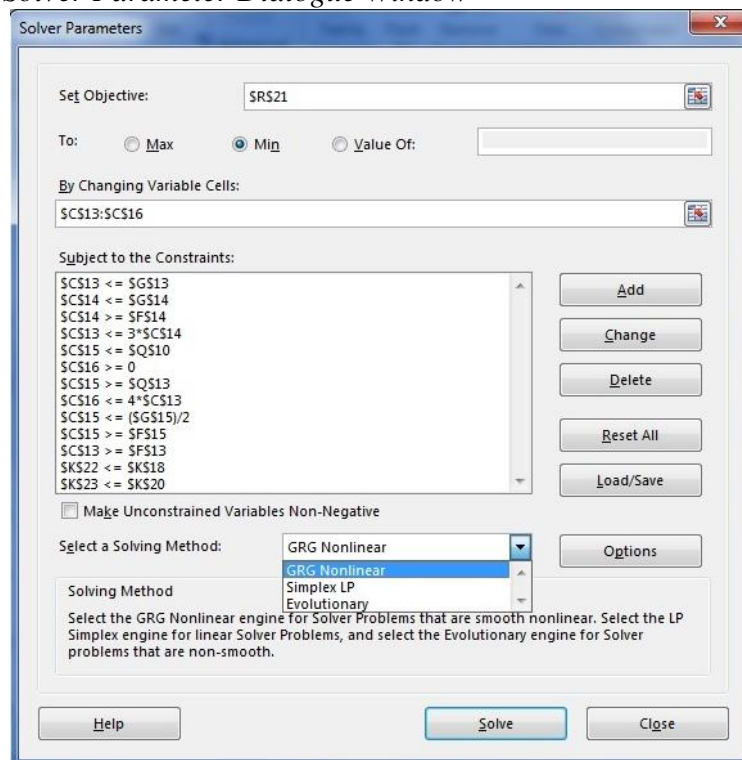 Solver Parameter Dialogue Window
Solver Parameters
Set Objective:
$R$21
To:
Max
Min
Value Of:
By Changing Variable Cells:
$C$13:$C$16
Subject to the Constraints:
$C$13 <= $G$13
$C$14 <= $G$14
$C$14 >= $F$14
$C$13 <= 3*$C$14
$C$15 <= $Q$10
$C$16 >= 0
$C$15 >= $Q$13
$C$16 <= 4*$C$13
$C$15 <= ($G$15)/2
$C$15 >= $F$15
$C$13 >= $F$13
$K$22 <= $K$18
$K$23 <= $K$20
Add
Change
Delete
Reset All
Load/Save
Make Unconstrained Variables Non-Negative
Select a Solving Method:
GRG Nonlinear
Options
GRG Nonlinear
Simplex LP
Evolutionary
Solving Method
Select the GRG Nonlinear engine for Solver Problems that are smooth nonlinear. Select the LP
Simplex engine for linear Solver Problems, and select the Evolutionary engine for Solver
problems that are non-smooth.
Help
Solve
Close